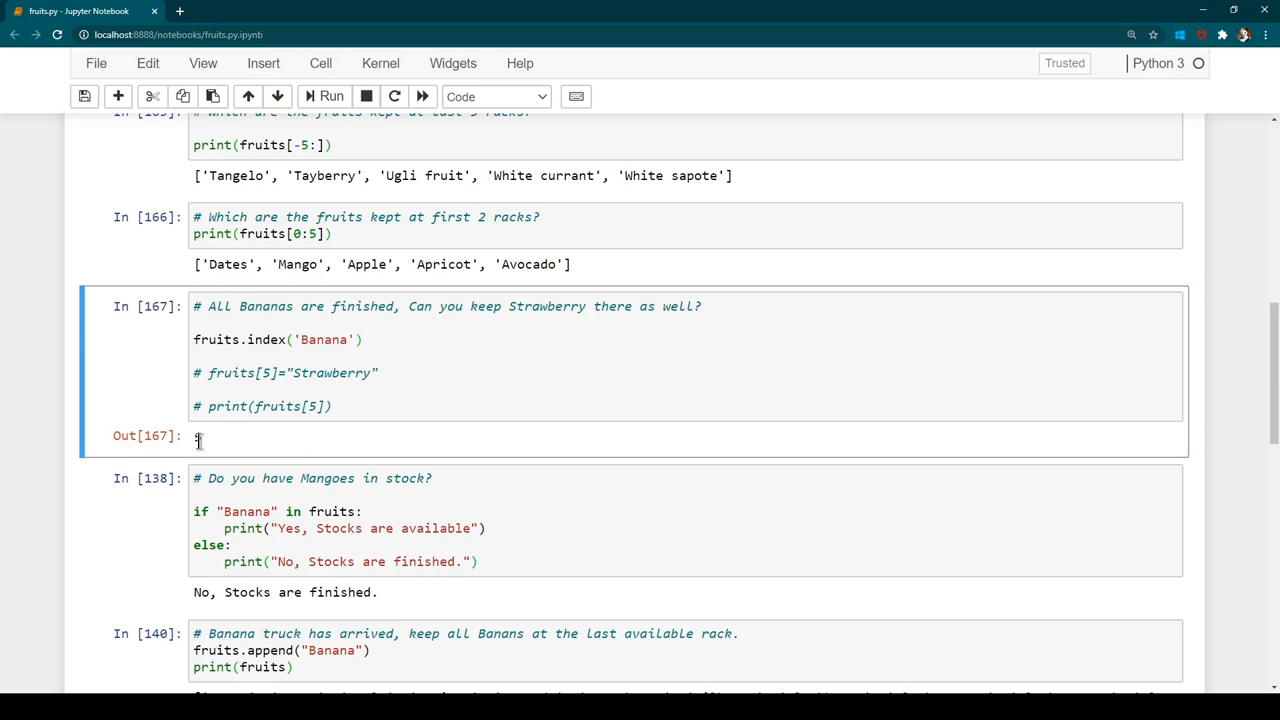 fruits.py - Jupyter Notebook
localhost:8888/notebooks/fruits.py.ipynb
File Edit View Insert Cell Kernel Widgets Help Trusted Python 3
Run Code
print(fruits[-5:])
['Tangelo', 'Tayberry', 'Ugli fruit', 'White currant', 'White sapote']
In [166]: # Which are the fruits kept at first 2 racks?
print(fruits[0:5])
['Dates', 'Mango', 'Apple', 'Apricot', 'Avocado']
In [167]: # All Bananas are finished, Can you keep Strawberry there as well?
fruits.index('Banana')
# fruits[5]="Strawberry"
# print(fruits[5])
Out[167]:
In [138]: # Do you have Mangoes in stock?
if "Banana" in fruits:
print("Yes, Stocks are available")
else:
print("No, Stocks are finished.")
No, Stocks are finished.
In [140]: # Banana truck has arrived, keep all Banans at the last available rack.
fruits.append("Banana")
print(fruits)